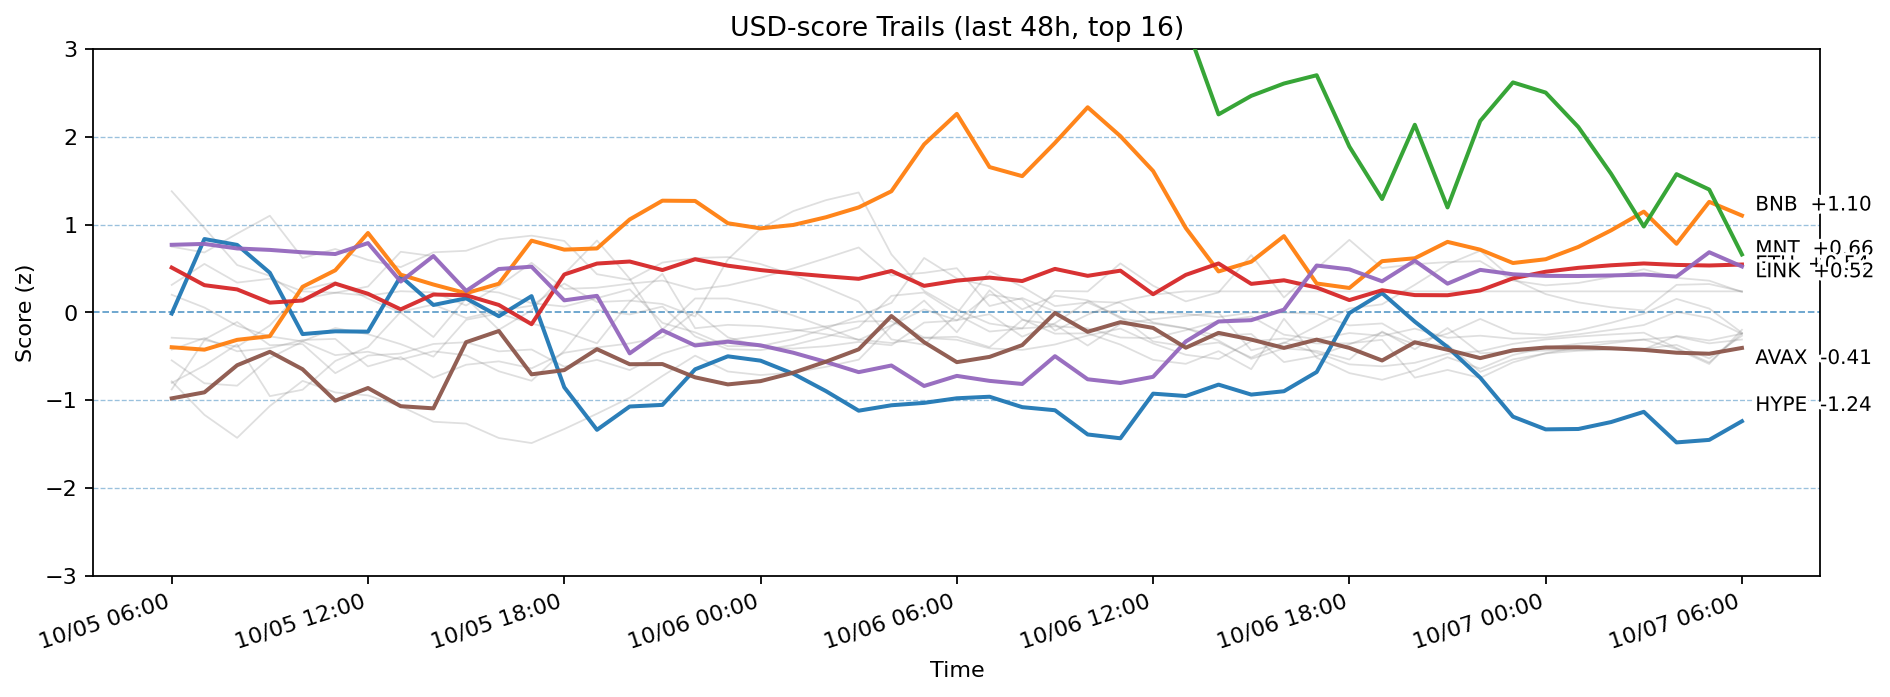 USD-score Trails (last 48h, top 16)
Score (z)
3
2
1
0
−1
−2
−3
BNB +1.10
MNT +0.66
LINK +0.52
AVAX -0.41
HYPE -1.24
10/05 06:00
10/05 12:00
10/05 18:00
10/06 00:00
10/06 06:00
10/06 12:00
10/06 18:00
10/07 00:00
10/07 06:00
Time